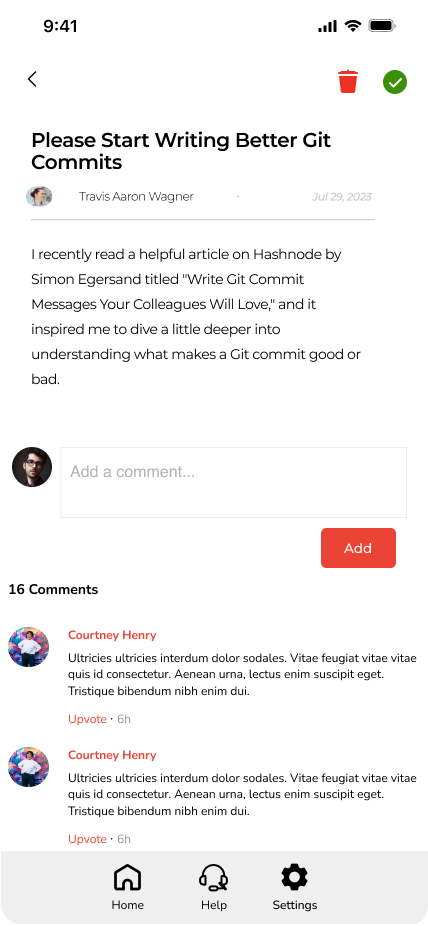 9:41
Please Start Writing Better Git
Commits
Travis Aaron Wagner · Jul 29, 2023
I recently read a helpful article on Hashnode by
Simon Egersand titled "Write Git Commit
Messages Your Colleagues Will Love," and it
inspired me to dive a little deeper into
understanding what makes a Git commit good or
bad.
Add a comment...
Add
16 Comments
Courtney Henry
Ultricies ultricies interdum dolor sodales. Vitae feugiat vitae vitae
quis id consectetur. Aenean urna, lectus enim suscipit eget.
Tristique bibendum nibh enim dui.
Upvote • 6h
Courtney Henry
Ultricies ultricies interdum dolor sodales. Vitae feugiat vitae vitae
quis id consectetur. Aenean urna, lectus enim suscipit eget.
Tristique bibendum nibh enim dui.
Upvote • 6h
Home Help Settings